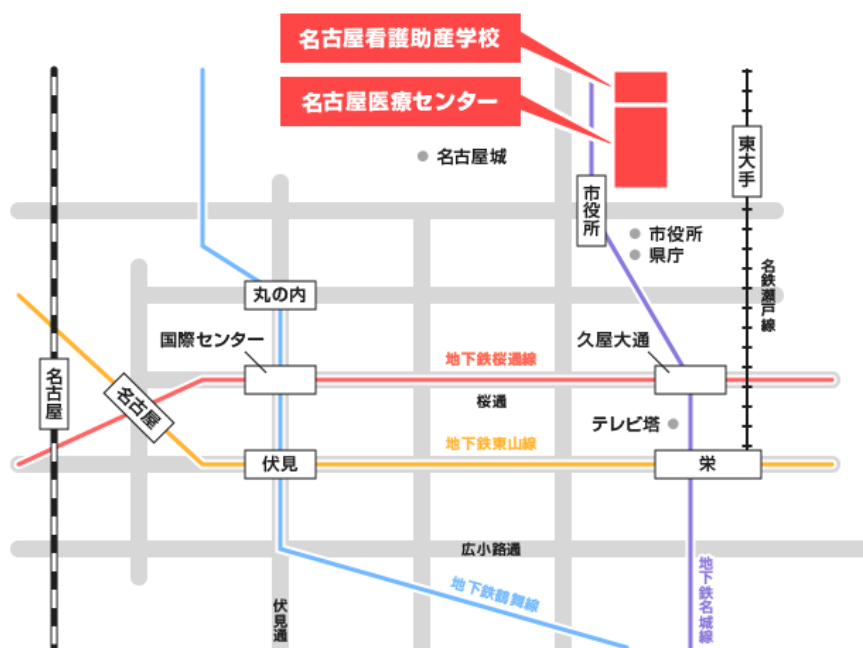 名古屋看護助産学校
名古屋医療センター
名古屋城
東大手
市役所
市役所
県庁
名鉄瀬戸線
丸の内
国際センター
久屋大通
地下鉄桜通線
名古屋
名古屋
桜通
テレビ塔
地下鉄東山線
伏見
栄
広小路通
地下鉄鶴舞線
地下鉄名城線
伏見通